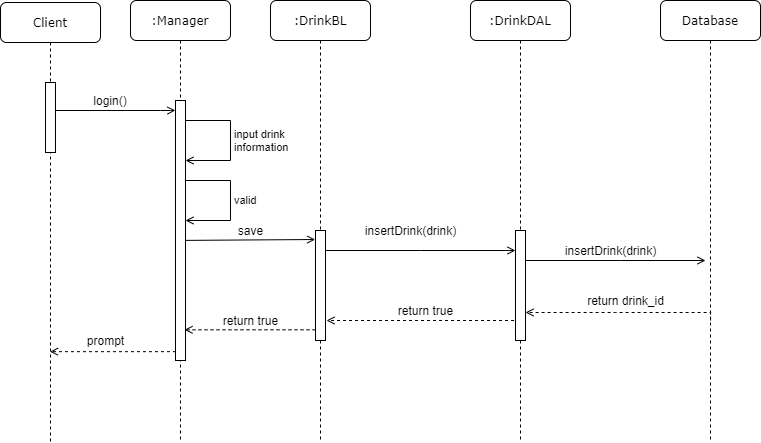 Client
:Manager
:DrinkBL
:DrinkDAL
Database
login()
input drink
information
valid
save
insertDrink(drink)
insertDrink(drink)
return drink_id
return true
return true
prompt